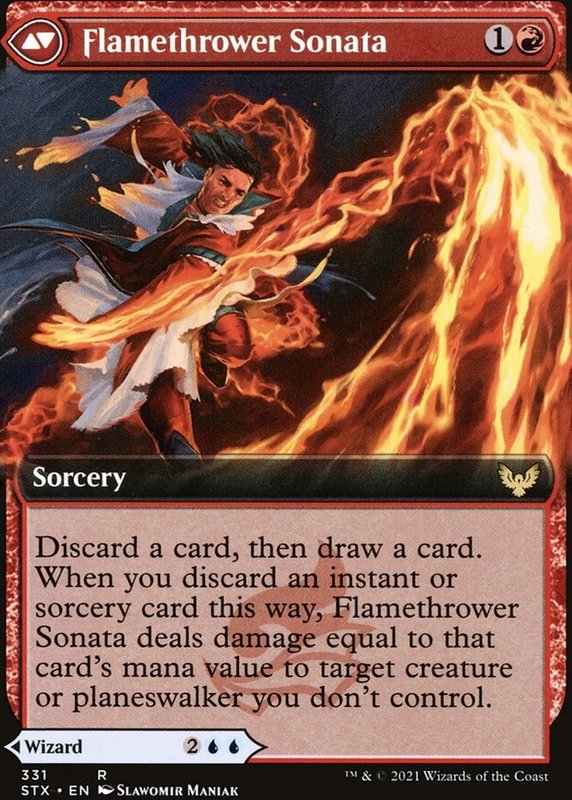 Flamethrower Sonata 1
Sorcery
Discard a card, then draw a card.
When you discard an instant or
sorcery card this way, Flamethrower
Sonata deals damage equal to that
card's mana value to target creature
or planeswalker you don't control.
Wizard 2
331 R
STX • EN Slawomir Maniak
™ & © 2021 Wizards of the Coast